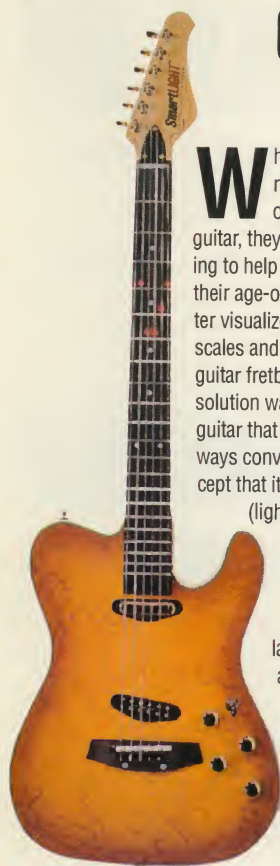 SmartLIGHT
W
guitar, they
ing to help
their age-o
ter visualiz
scales and
guitar fretb
solution wa
guitar that
ways conv
cept that it
(ligh
la
a